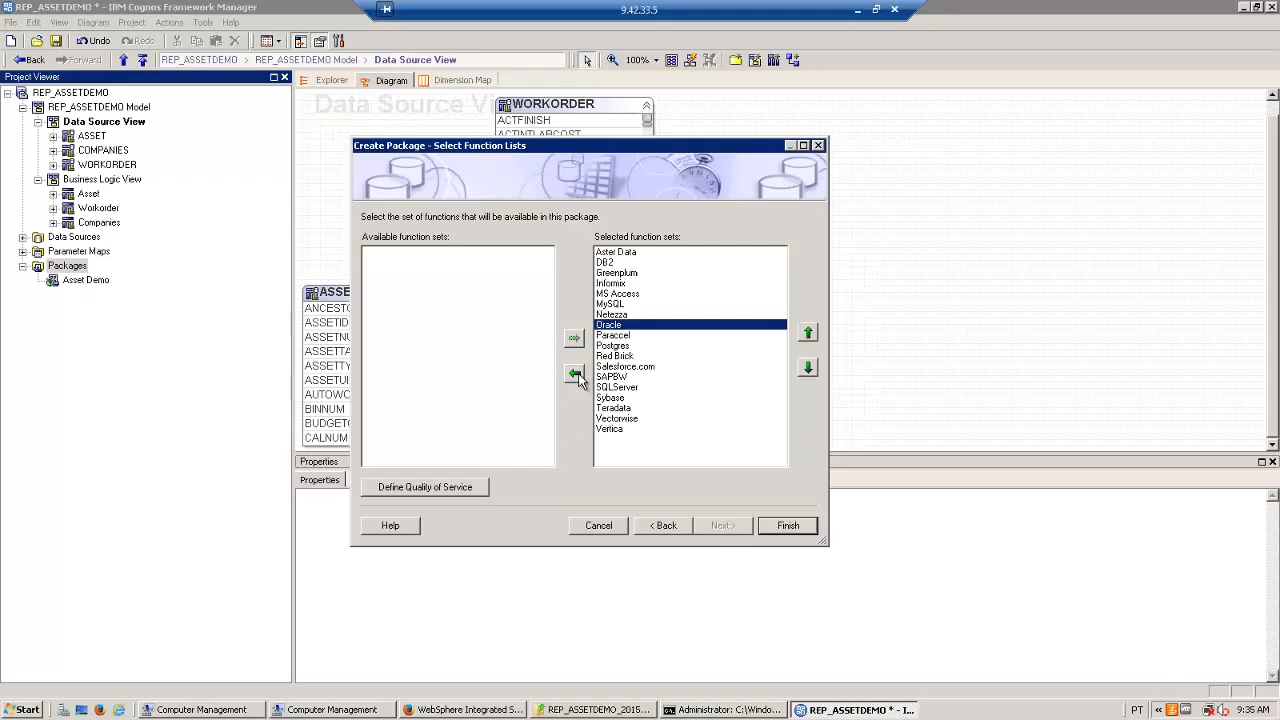 REP_ASSETDEMO * - IBM Cognos Framework Manager
9.42.33.5
File Edit View Diagram Project Actions Tools Help
Undo Redo
Back Forward REP_ASSETDEMO > REP_ASSETDEMO Model > Data Source View 100%
Project Viewer
Explorer Diagram Dimension Map
REP_ASSETDEMO
REP_ASSETDEMO Model
Data Source View
ASSET
COMPANIES
WORKORDER
Business Logic View
Asset
Workorder
Companies
Data Sources
Parameter Maps
Packages
Asset Demo
WORKORDER
ACTFINISH
ACTINTLABCOST
ANCESTO
ASSETID
ASSETNU
ASSETTA
ASSETTY
ASSETUI
AUTOWO
BINNUM
BUDGETO
CALNUM
Create Package - Select Function Lists
Select the set of functions that will be available in this package.
Available function sets:
Selected function sets:
Aster Data
DB2
Greenplum
Informix
MS Access
MySQL
Netezza
Oracle
Paraccel
Postgres
Red Brick
Salesforce.com
SAPBW
SQLServer
Sybase
Teradata
Vectorwise
Vertica
Define Quality of Service
Help
Cancel
< Back
Next >
Finish
Properties
Properties
Start
Computer Management
Computer Management
WebSphere Integrated S...
REP_ASSETDEMO_2015...
Administrator: C:\Window...
REP_ASSETDEMO * - I...
PT
9:35 AM